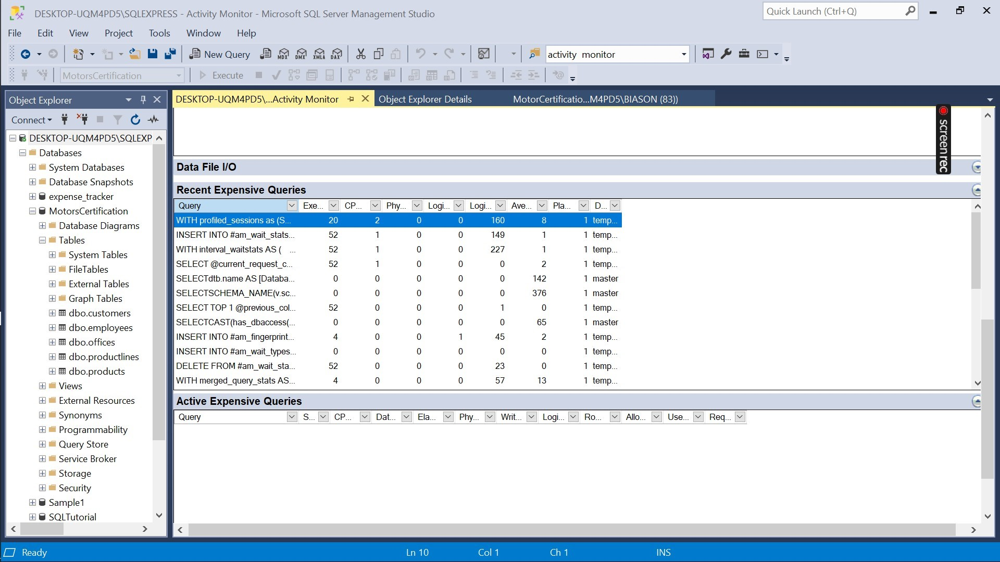 DESKTOP-UQM4PD5\SQLEXPRESS - Activity Monitor - Microsoft SQL Server Management Studio
Quick Launch (Ctrl+Q)
File Edit View Project Tools Window Help
New Query MDX DMX XMLA DAX activity monitor
MotorsCertification Execute
Object Explorer
DESKTOP-UQM4PD5\...Activity Monitor Object Explorer Details MotorCertificatio...M4PD5\BIASON (83))
Connect
DESKTOP-UQM4PD5\SQLEXP
Databases
System Databases
Database Snapshots
expense_tracker
MotorsCertification
Database Diagrams
Tables
System Tables
FileTables
External Tables
Graph Tables
dbo.customers
dbo.employees
dbo.offices
dbo.productlines
dbo.products
Views
External Resources
Synonyms
Programmability
Query Store
Service Broker
Storage
Security
Sample1
SQLTutorial
screenrec
Data File I/O
Recent Expensive Queries
Query Exe... CP... Phy... Logi... Logi... Ave... Pla... D...
WITH profiled_sessions as (S... 20 2 0 0 160 8 1 temp...
INSERT INTO #am_wait_stats... 52 1 0 0 149 1 1 temp...
WITH interval_waitstats AS ( ... 52 1 0 0 227 1 1 temp...
SELECT @current_request_c... 52 1 0 0 0 2 1 temp...
SELECTdtb.name AS [Databa... 0 0 0 0 0 142 1 master
SELECTSCHEMA_NAME(v.sc... 0 0 0 0 0 376 1 master
SELECT TOP 1 @previous_col... 52 0 0 0 1 0 1 temp...
SELECTCAST(has_dbaccess(... 0 0 0 0 0 65 1 master
INSERT INTO #am_fingerprint... 4 0 0 1 45 2 1 temp...
INSERT INTO #am_wait_types... 0 0 0 0 0 0 1 temp...
DELETE FROM #am_wait_sta... 52 0 0 0 23 0 1 temp...
WITH merged_query_stats AS... 4 0 0 0 57 13 1 temp...
Active Expensive Queries
Query S... CP... Dat... Ela... Phy... Writ... Logi... Ro... Allo... Use... Req...
Ready Ln 10 Col 1 Ch 1 INS